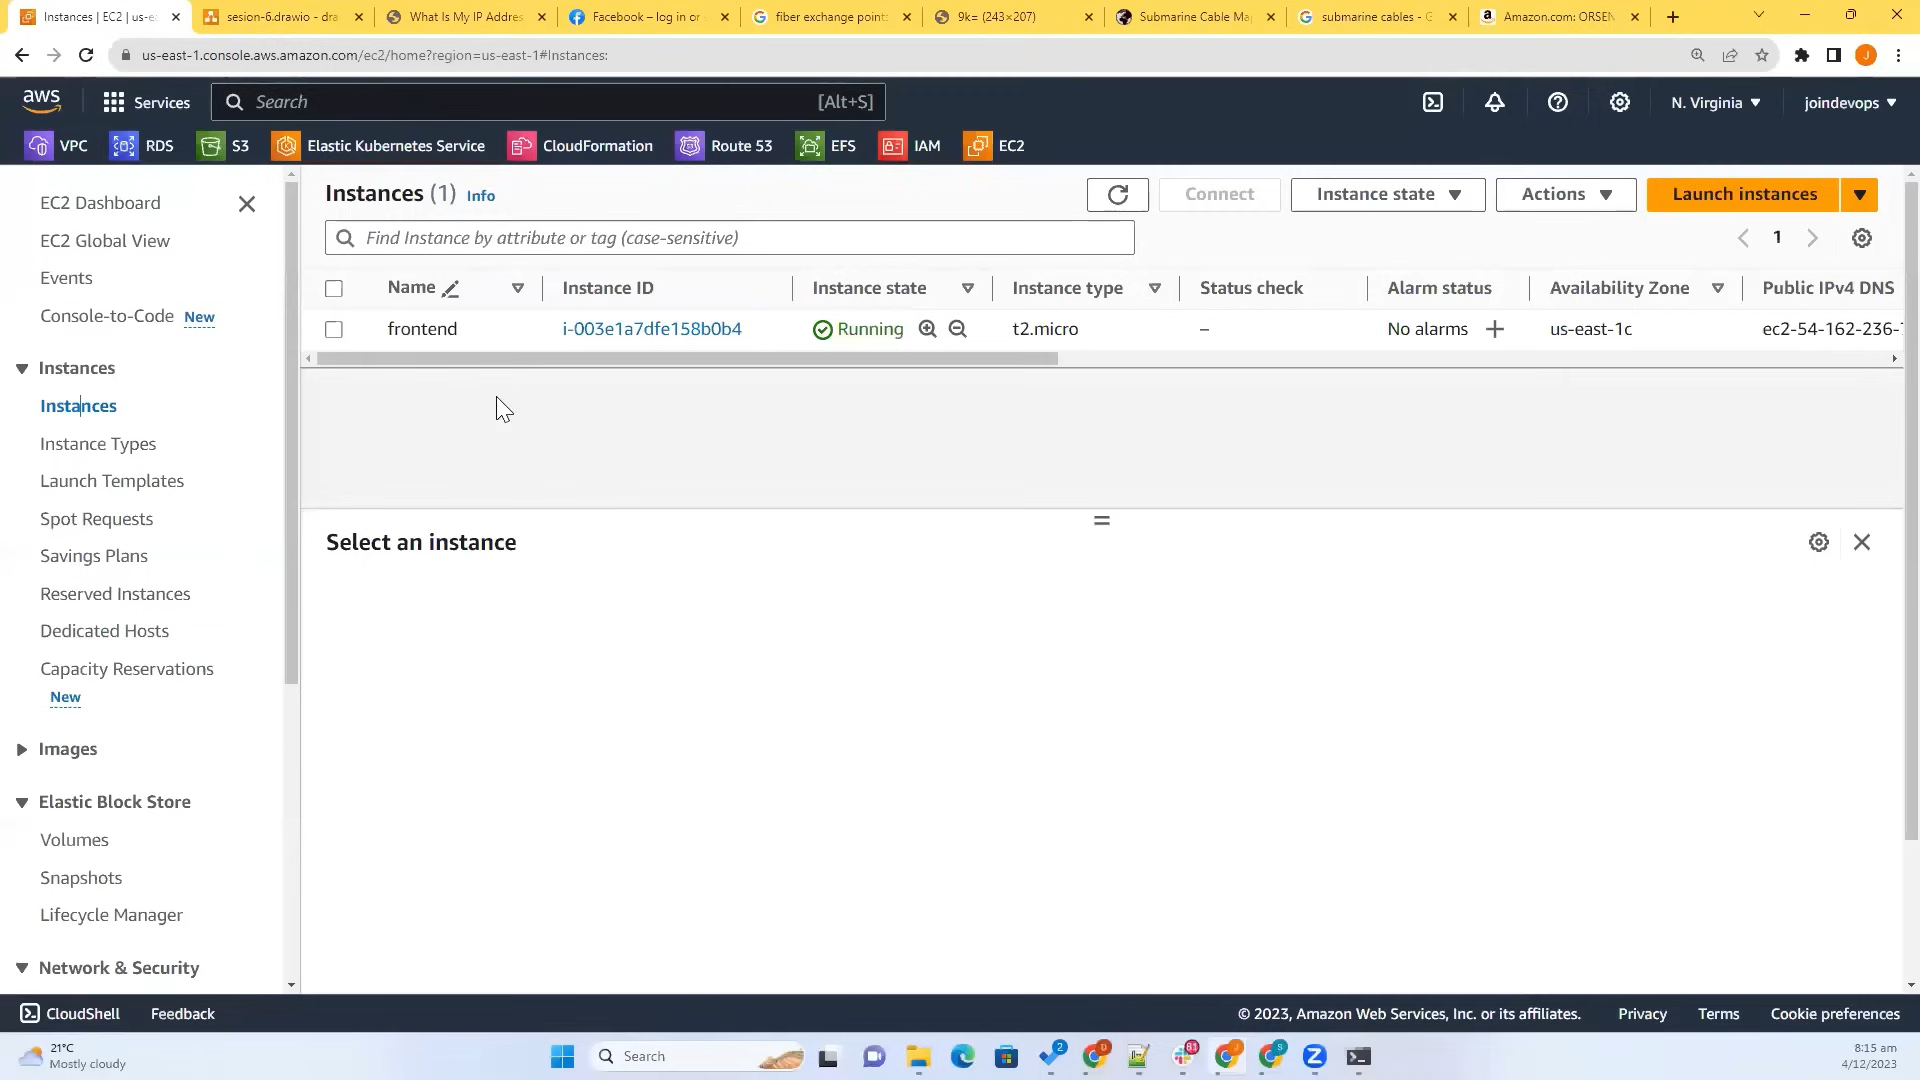 Instances | EC2 | us-e
sesion-6.drawio - dra
What Is My IP Addres
Facebook – log in or
fiber exchange point
9k= (243×207)
Submarine Cable Ma
submarine cables - G
Amazon.com: ORSEN
us-east-1.console.aws.amazon.com/ec2/home?region=us-east-1#Instances:
J
aws
Services
Search
[Alt+S]
N. Virginia
joindevops
VPC
RDS
S3
Elastic Kubernetes Service
CloudFormation
Route 53
EFS
IAM
EC2
EC2 Dashboard
EC2 Global View
Events
Console-to-Code New
Instances
Instances
Instance Types
Launch Templates
Spot Requests
Savings Plans
Reserved Instances
Dedicated Hosts
Capacity Reservations
New
Images
Elastic Block Store
Volumes
Snapshots
Lifecycle Manager
Network & Security
Instances (1) Info
Connect
Instance state
Actions
Launch instances
Find Instance by attribute or tag (case-sensitive)
1
Name
Instance ID
Instance state
Instance type
Status check
Alarm status
Availability Zone
Public IPv4 DNS
frontend
i-003e1a7dfe158b0b4
Running
t2.micro
–
No alarms
us-east-1c
ec2-54-162-236-
Select an instance
CloudShell
Feedback
© 2023, Amazon Web Services, Inc. or its affiliates.
Privacy
Terms
Cookie preferences
21°C
Mostly cloudy
Search
2
D
81
J
S
8:15 am
4/12/2023